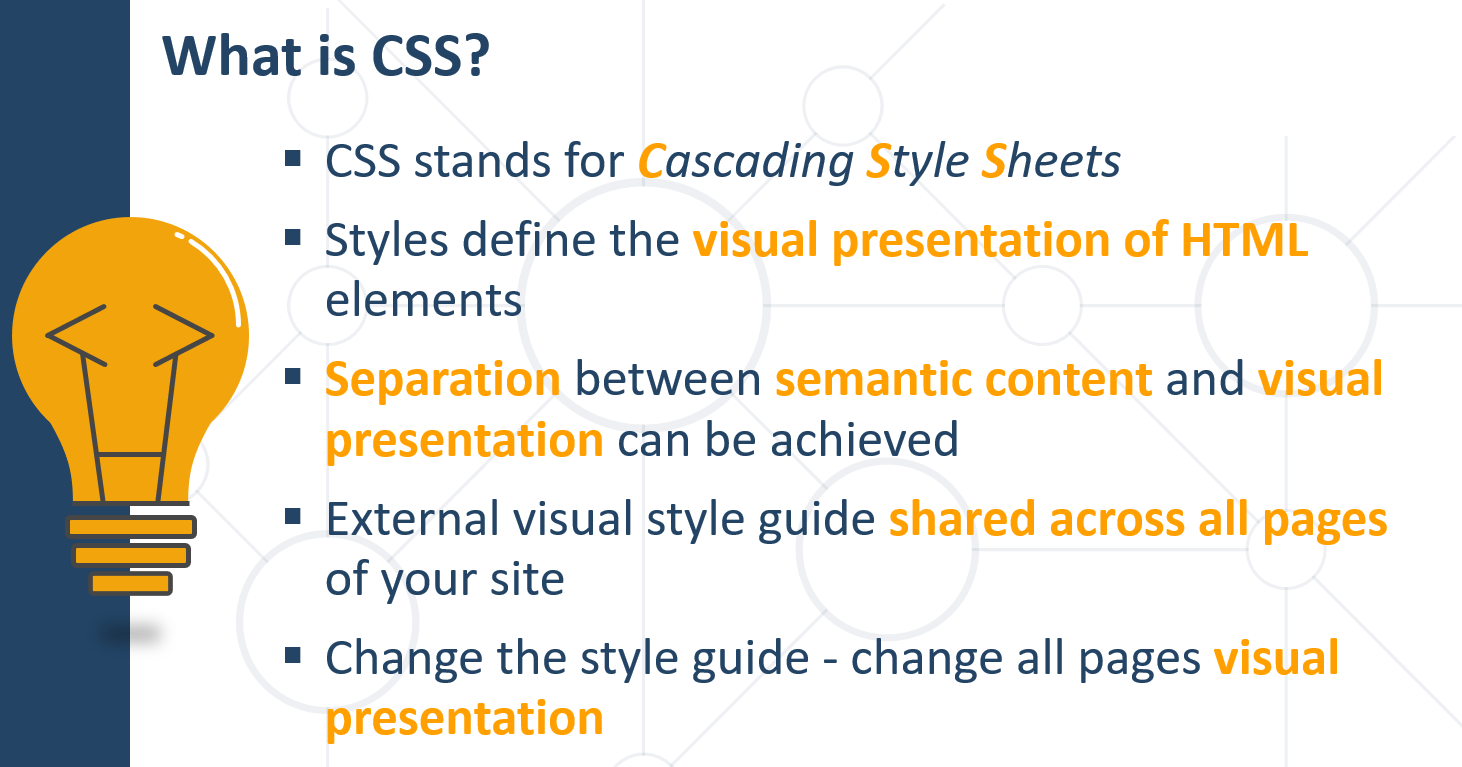 What is CSS?
▪ CSS stands for Cascading Style Sheets
▪ Styles define the visual presentation of HTML
elements
▪ Separation between semantic content and visual
presentation can be achieved
▪ External visual style guide shared across all pages
of your site
▪ Change the style guide - change all pages visual
presentation